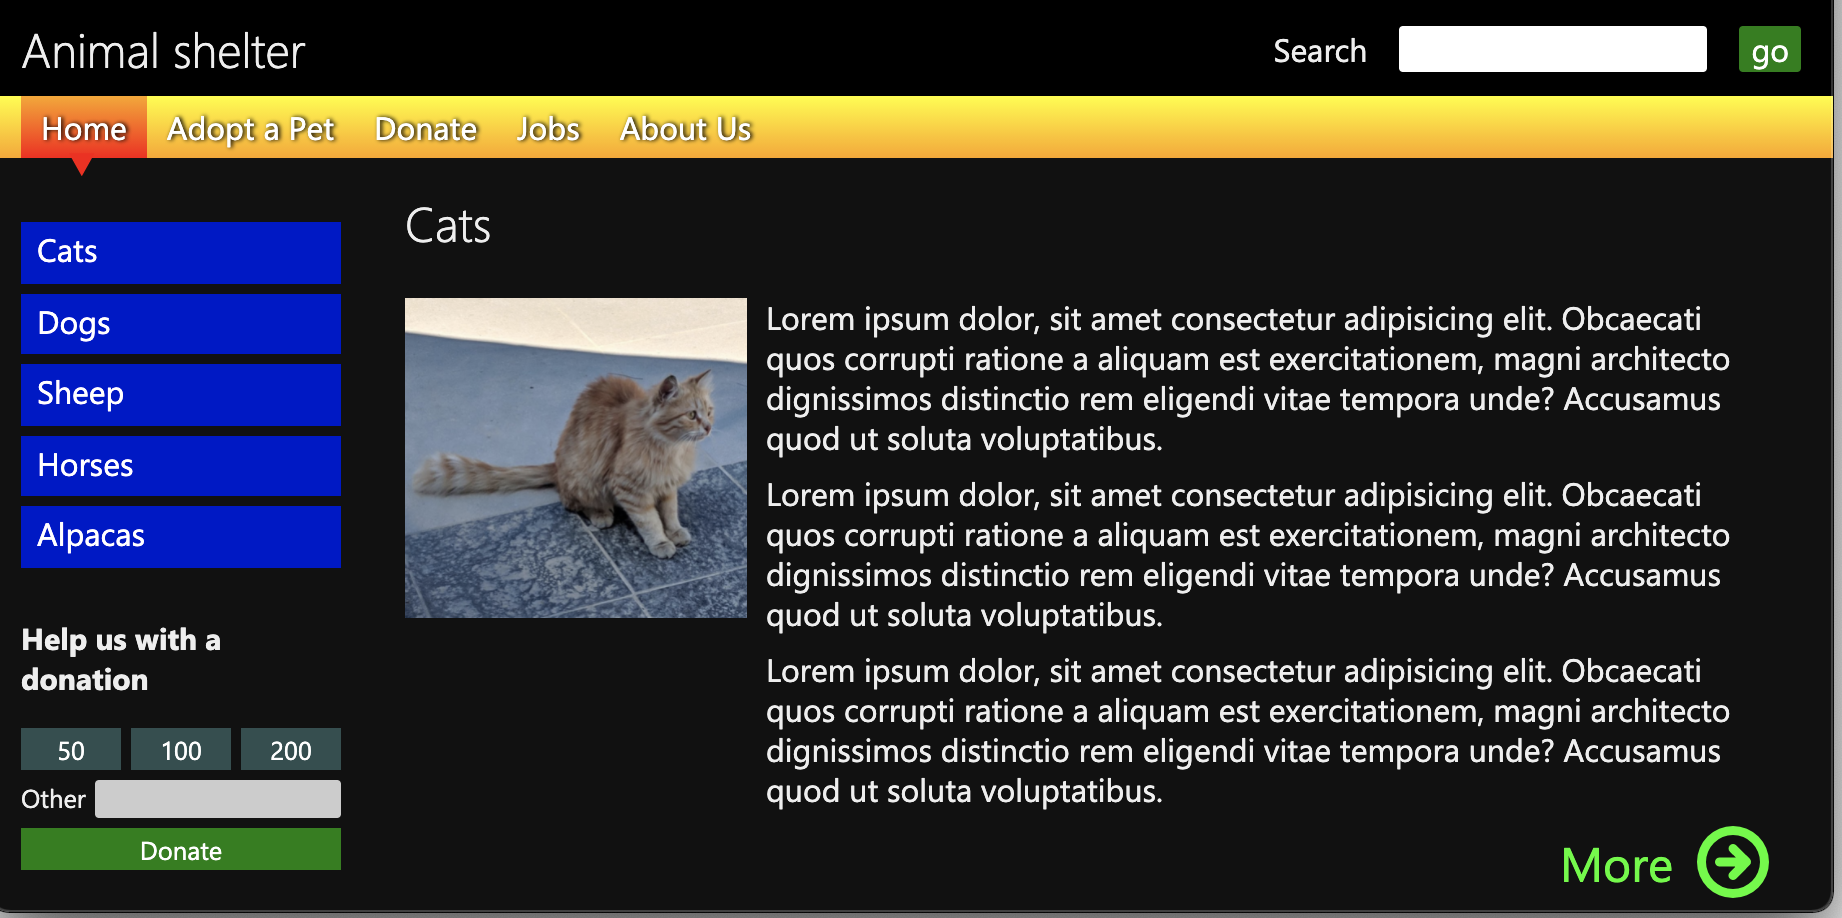 Animal shelter
Search
go
Home
Adopt a Pet
Donate
Jobs
About Us
Cats
Dogs
Sheep
Horses
Alpacas
Help us with a
donation
50
100
200
Other
Donate
Cats
Lorem ipsum dolor, sit amet consectetur adipisicing elit. Obcaecati
quos corrupti ratione a aliquam est exercitationem, magni architecto
dignissimos distinctio rem eligendi vitae tempora unde? Accusamus
quod ut soluta voluptatibus.
Lorem ipsum dolor, sit amet consectetur adipisicing elit. Obcaecati
quos corrupti ratione a aliquam est exercitationem, magni architecto
dignissimos distinctio rem eligendi vitae tempora unde? Accusamus
quod ut soluta voluptatibus.
Lorem ipsum dolor, sit amet consectetur adipisicing elit. Obcaecati
quos corrupti ratione a aliquam est exercitationem, magni architecto
dignissimos distinctio rem eligendi vitae tempora unde? Accusamus
quod ut soluta voluptatibus.
More